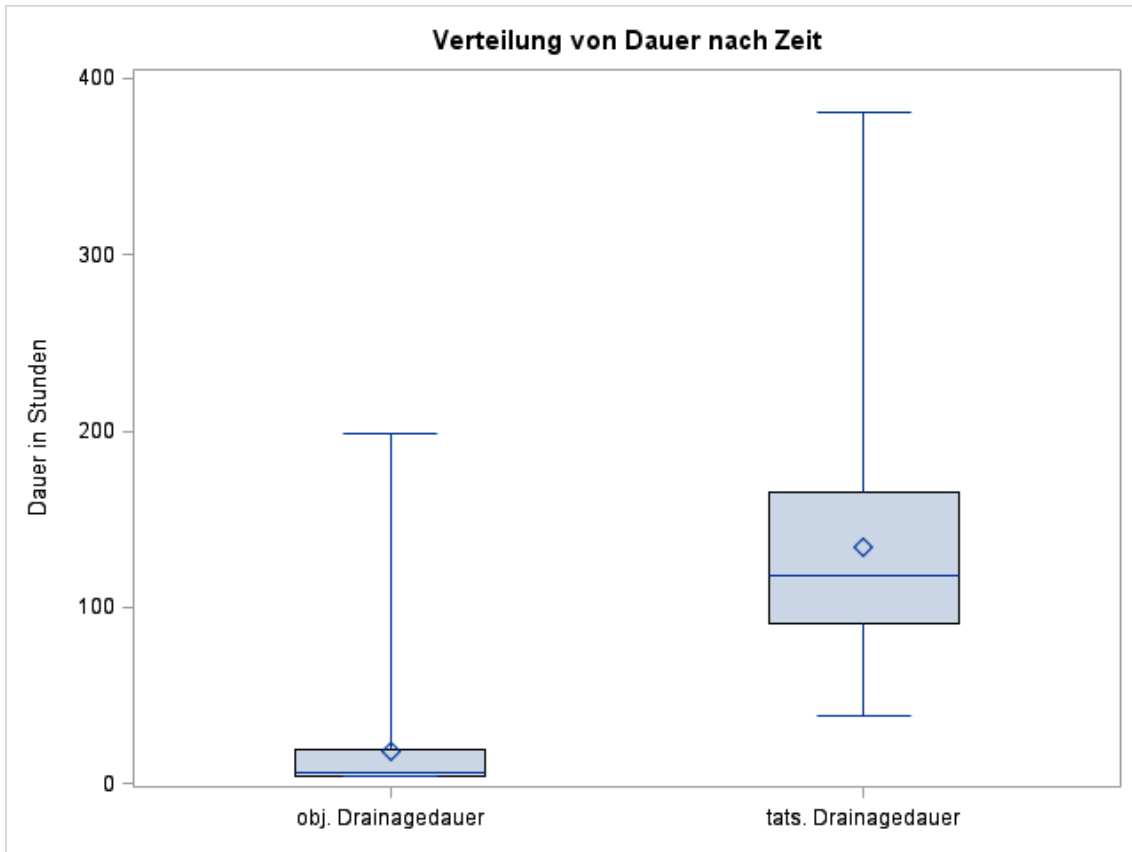 Verteilung von Dauer nach Zeit
400
300
200
100
0
Dauer in Stunden
obj. Drainagedauer
tats. Drainagedauer